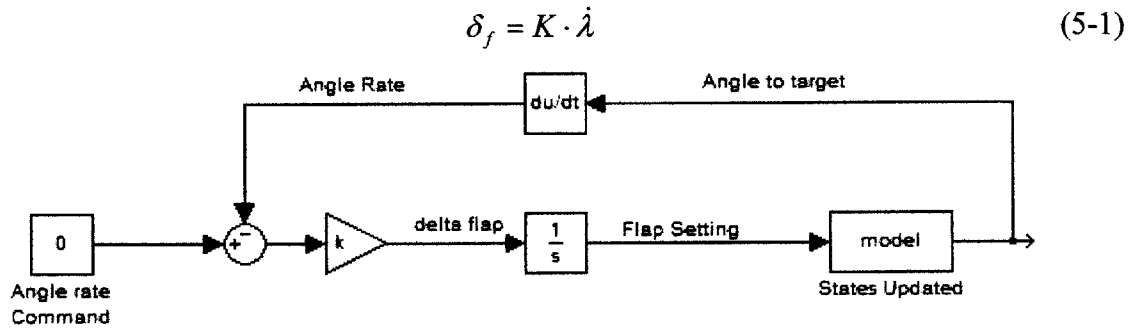 δ_f = K · λ̇ (5-1)
Angle Rate
Angle to target
du/dt
0
+
−
k
delta flap
1
s
Flap Setting
model
Angle rate
Command
States Updated